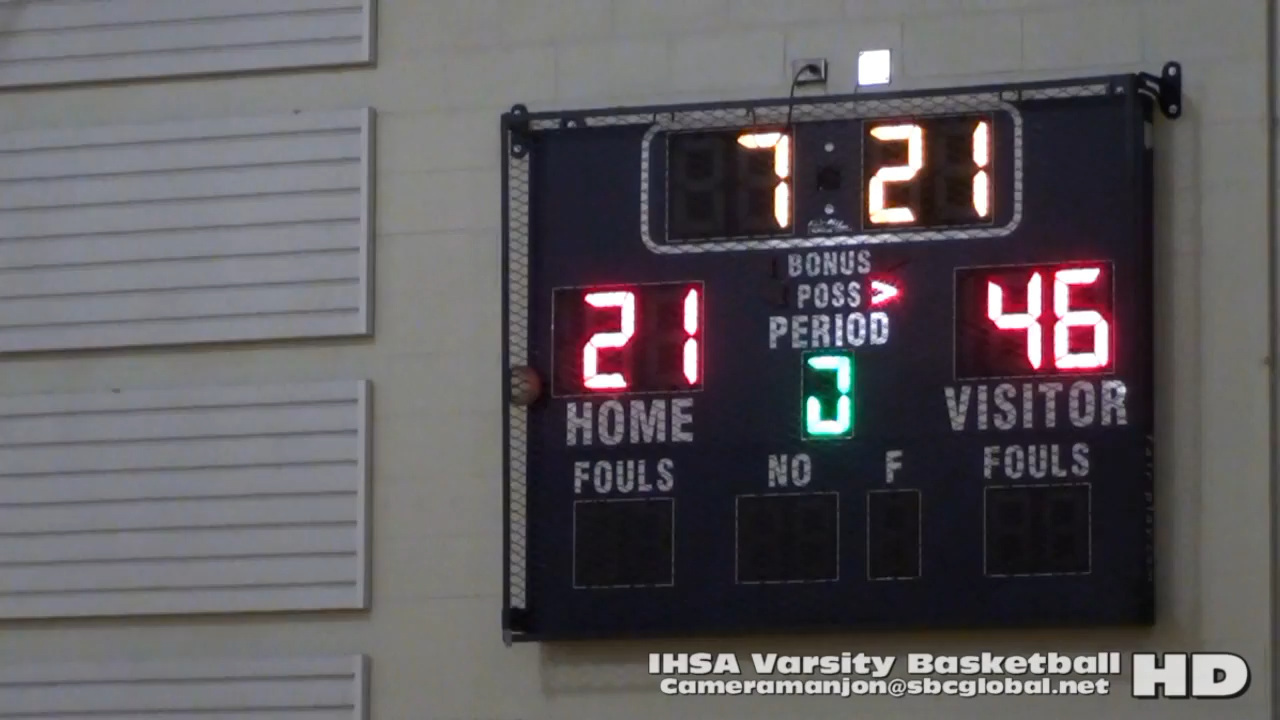 7 21
BONUS
POSS >
PERIOD
21 46
3
HOME VISITOR
FOULS NO F FOULS
IHSA Varsity Basketball HD
Cameramanjon@sbcglobal.net